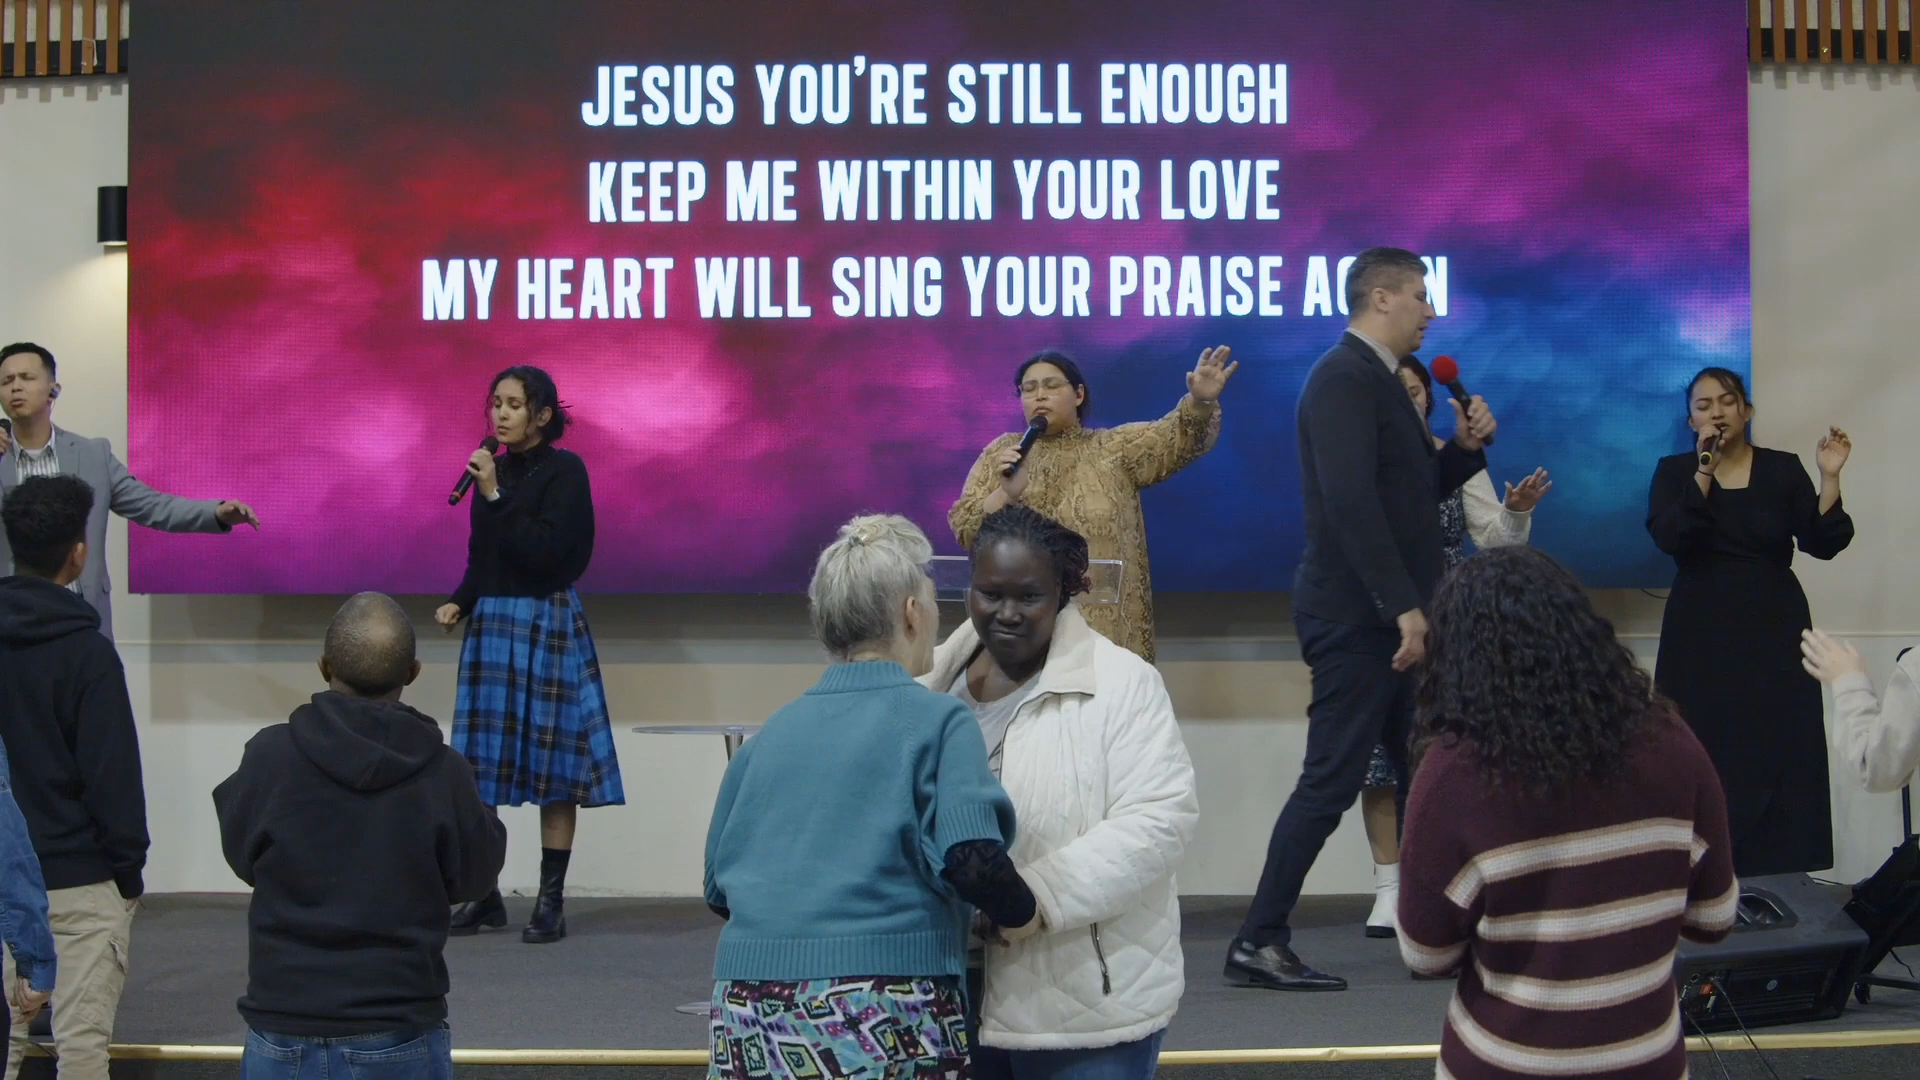 JESUS YOU'RE STILL ENOUGH
KEEP ME WITHIN YOUR LOVE
MY HEART WILL SING YOUR PRAISE